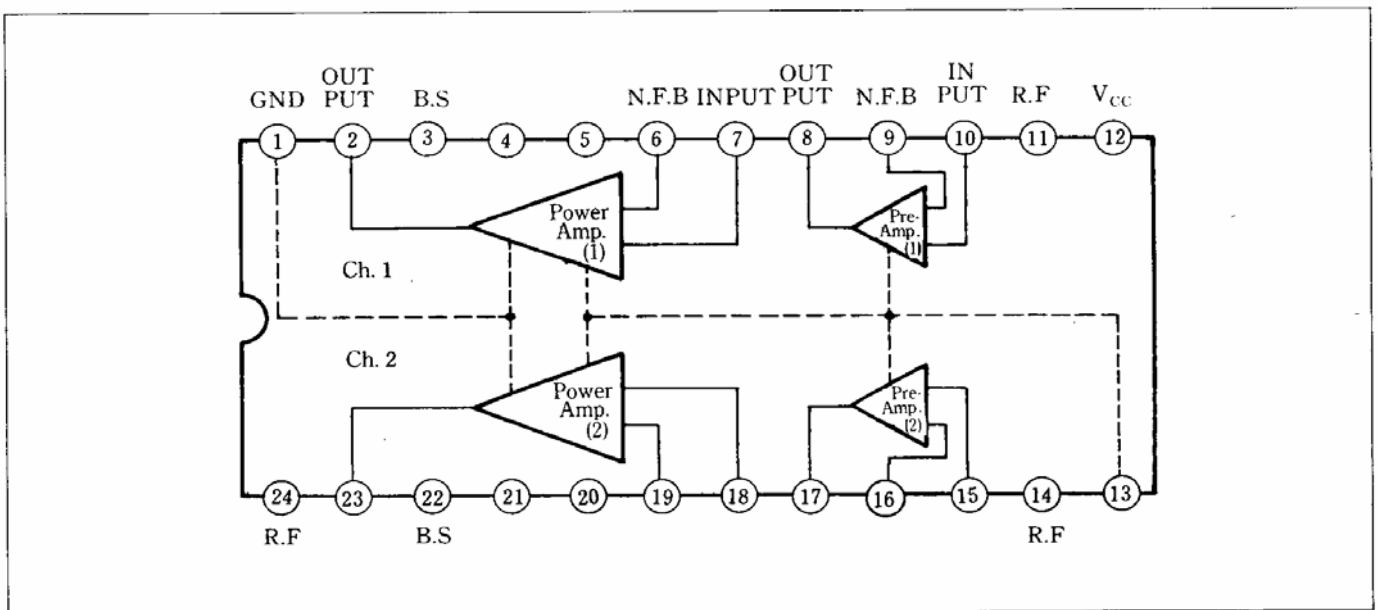 GND
OUT
PUT
B.S
N.F.B
INPUT
OUT
PUT
N.F.B
IN
PUT
R.F
VCC
1 2 3 4 5 6 7 8 9 10 11 12
Power
Amp.
(1)
Pre-
Amp.
(1)
Ch. 1
Ch. 2
Power
Amp.
(2)
Pre-
Amp.
(2)
24 23 22 21 20 19 18 17 16 15 14 13
R.F
B.S
R.F